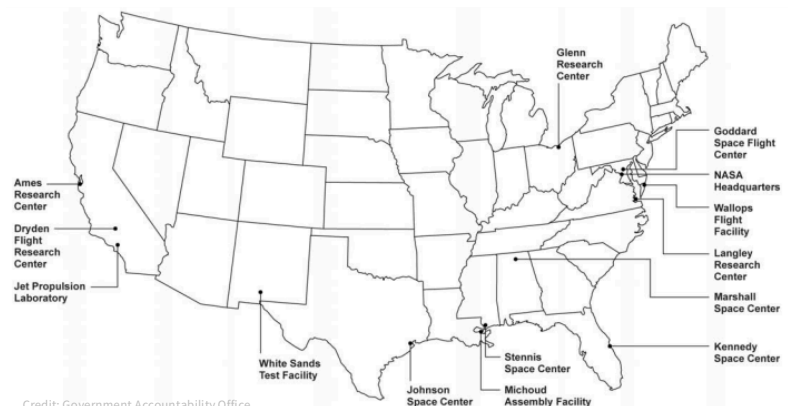 Glenn
Research
Center
Goddard
Space Flight
Center
NASA
Headquarters
Wallops
Flight
Facility
Langley
Research
Center
Marshall
Space Center
Kennedy
Space Center
Ames
Research
Center
Dryden
Flight
Research
Center
Jet Propulsion
Laboratory
White Sands
Test Facility
Johnson
Space Center
Stennis
Space Center
Michoud
Assembly Facility
Credit: Government Accountability Office